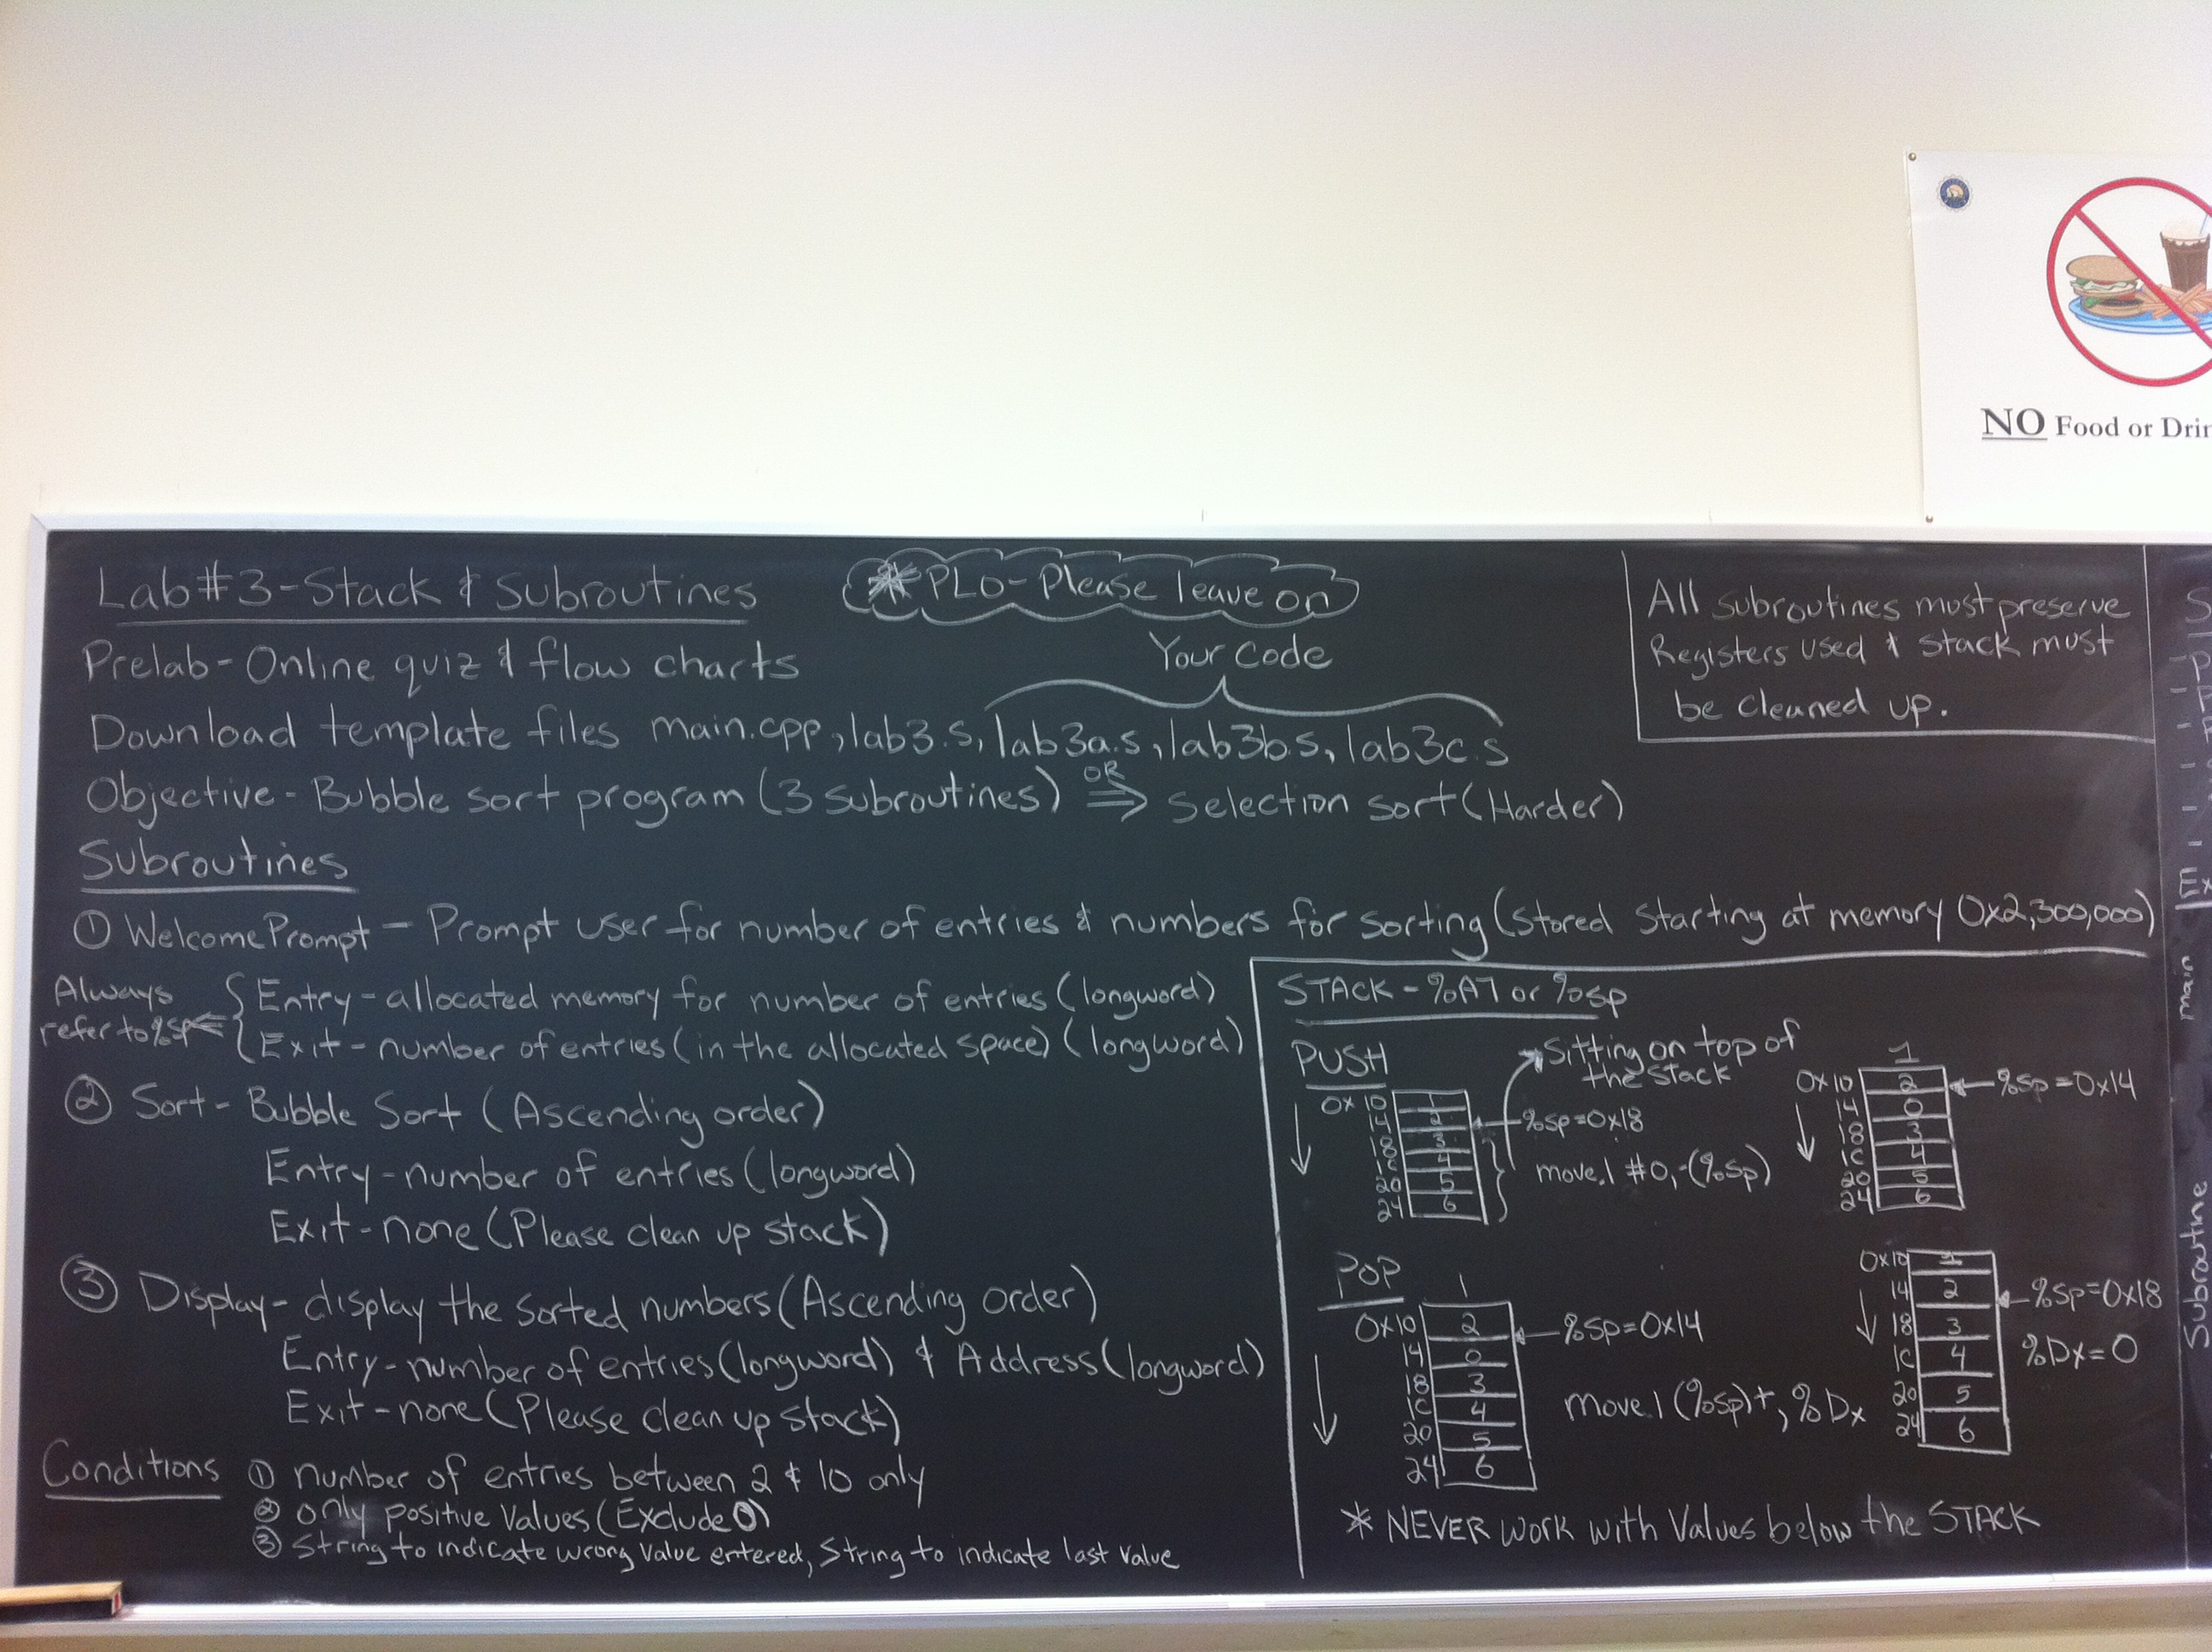 NO Food or Drin
Lab#3-Stack & Subroutines
*PLO-Please leave on
Prelab-Online quiz & flow charts
Your Code
Download template files main.cpp, lab3.s, lab3a.s, lab3b.s, lab3c.s
Objective - Bubble sort program (3 subroutines) OR ⇒ Selection sort (Harder)
All subroutines must preserve
Registers used & Stack must
be cleaned up.
Subroutines
① WelcomePrompt - Prompt user for number of entries & numbers for sorting (Stored Starting at memory 0x2,300,000)
Always
refer to %sp
Entry - allocated memory for number of entries (longword)
Exit - number of entries (in the allocated space) (longword)
② Sort - Bubble Sort (Ascending order)
Entry-number of entries (longword)
Exit-none (Please clean up stack)
③ Display- display the sorted numbers (Ascending order)
Entry-number of entries (longword) & Address (longword)
Exit-none (Please clean up stack)
Conditions ① number of entries between 2 & 10 only
② only positive values (Exclude 0)
③ String to indicate wrong value entered, String to indicate last value
STACK - %A7 or %sp
PUSH
Sitting on top of
the stack
0x10 1
14 2
18 3
1C 4
20 5
24 6
%sp=0x18
move.l #0,-(%sp)
1
0x10 2
14 0
18 3
1C 4
20 5
24 6
%sp=0x14
POP
1
0x10 2
14 0
18 3
1C 4
20 5
24 6
%sp=0x14
move.l (%sp)+, %Dx
0x10 1
14 2
18 3
1C 4
20 5
24 6
%sp=0x18
%Dx=0
* NEVER work with values below the STACK
main
Subroutine